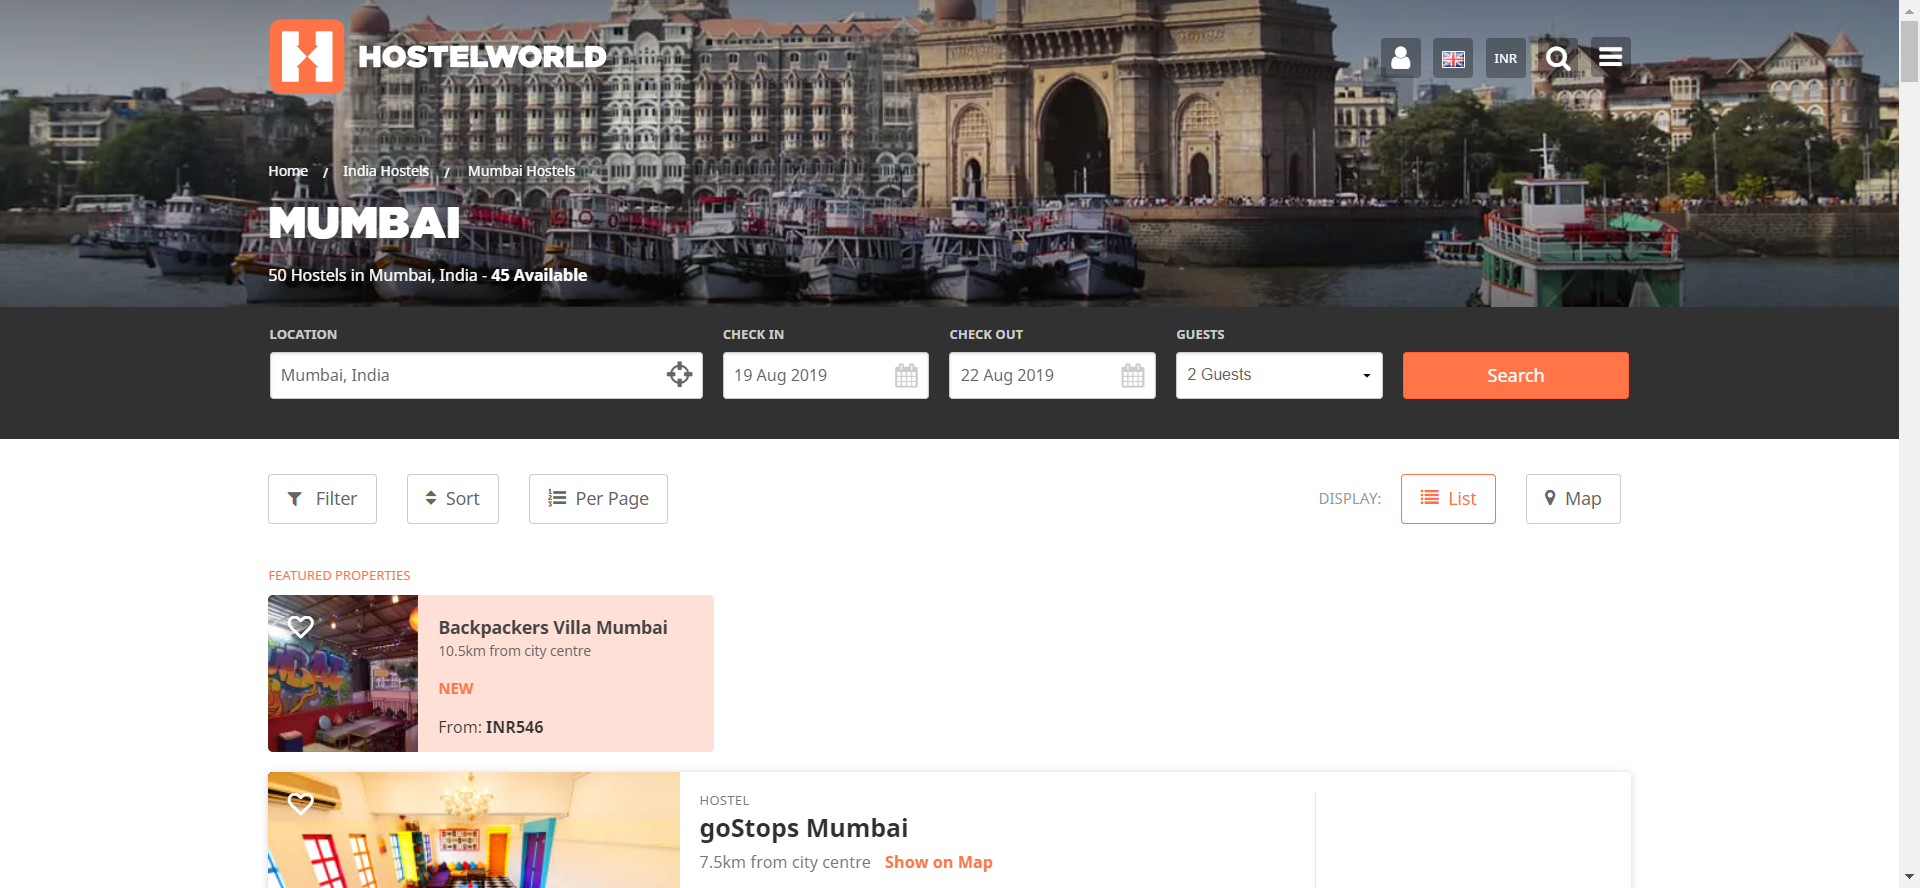 HOSTELWORLD
INR
Home / India Hostels / Mumbai Hostels
MUMBAI
50 Hostels in Mumbai, India - 45 Available
LOCATION
CHECK IN
CHECK OUT
GUESTS
Mumbai, India
19 Aug 2019
22 Aug 2019
2 Guests
Search
Filter
Sort
Per Page
DISPLAY:
List
Map
FEATURED PROPERTIES
Backpackers Villa Mumbai
10.5km from city centre
NEW
From: INR546
HOSTEL
goStops Mumbai
7.5km from city centre Show on Map